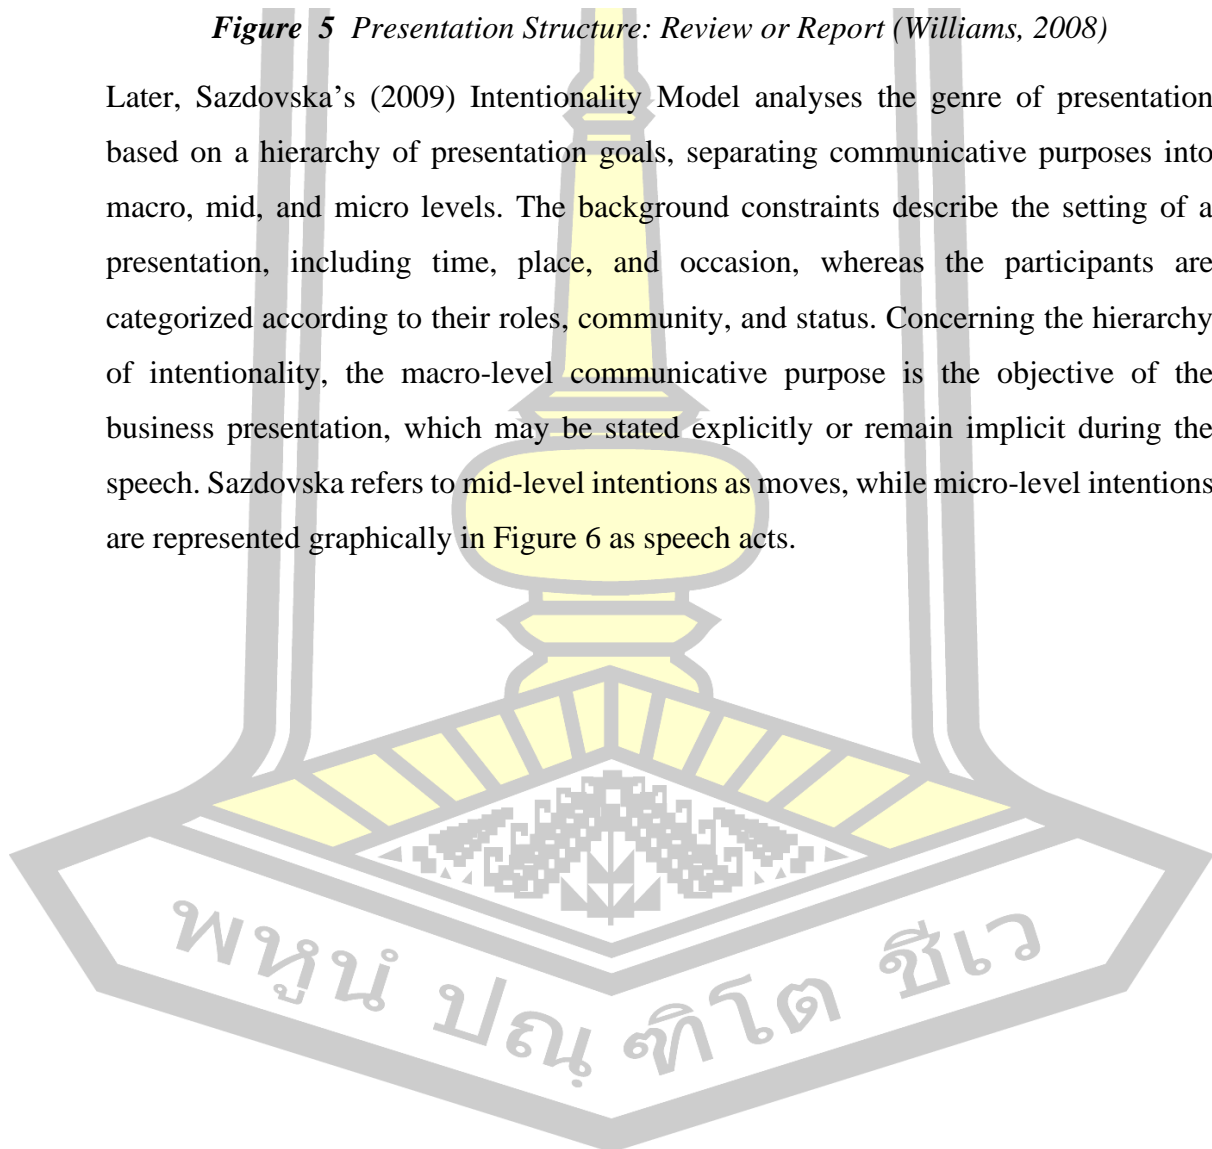 Figure 5 Presentation Structure: Review or Report (Williams, 2008)
Later, Sazdovska’s (2009) Intentionality Model analyses the genre of presentation
based on a hierarchy of presentation goals, separating communicative purposes into
macro, mid, and micro levels. The background constraints describe the setting of a
presentation, including time, place, and occasion, whereas the participants are
categorized according to their roles, community, and status. Concerning the hierarchy
of intentionality, the macro-level communicative purpose is the objective of the
business presentation, which may be stated explicitly or remain implicit during the
speech. Sazdovska refers to mid-level intentions as moves, while micro-level intentions
are represented graphically in Figure 6 as speech acts.
พหูนํ ปณฺฑิโต ชีเว